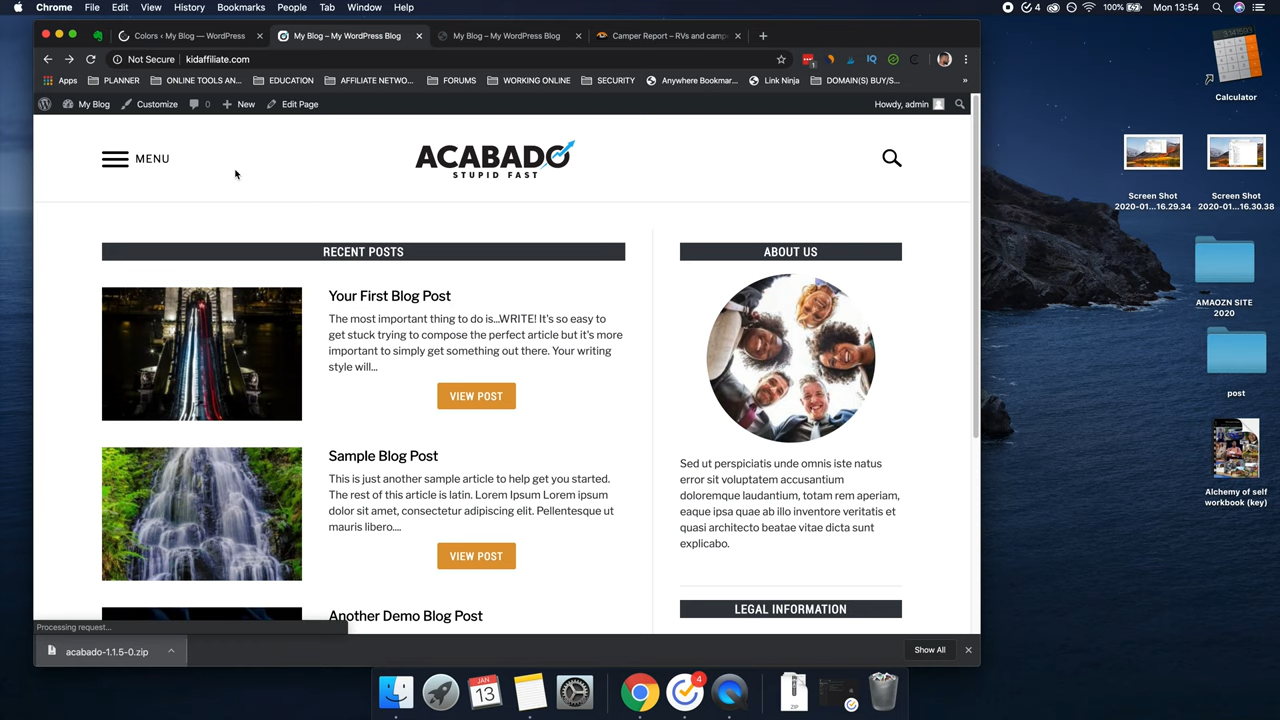 Chrome File Edit View History Bookmarks People Tab Window Help 4 100% Mon 13:54
Colors ‹ My Blog — WordPress
My Blog – My WordPress Blog
My Blog – My WordPress Blog
Camper Report – RVs and camp
Not Secure kidaffiliate.com
Apps PLANNER ONLINE TOOLS AN... EDUCATION AFFILIATE NETWO... FORUMS WORKING ONLINE SECURITY Anywhere Bookmar... Link Ninja DOMAIN(S) BUY/S... »
My Blog Customize 0 New Edit Page Howdy, admin
MENU
ACABADO
STUPID FAST
RECENT POSTS
Your First Blog Post
The most important thing to do is...WRITE! It's so easy to
get stuck trying to compose the perfect article but it's more
important to simply get something out there. Your writing
style will...
VIEW POST
Sample Blog Post
This is just another sample article to help get you started.
The rest of this article is latin. Lorem Ipsum Lorem ipsum
dolor sit amet, consectetur adipiscing elit. Pellentesque ut
mauris libero....
VIEW POST
Another Demo Blog Post
ABOUT US
Sed ut perspiciatis unde omnis iste natus
error sit voluptatem accusantium
doloremque laudantium, totam rem aperiam,
eaque ipsa quae ab illo inventore veritatis et
quasi architecto beatae vitae dicta sunt
explicabo.
LEGAL INFORMATION
Processing request...
acabado-1.1.5-0.zip
Show All
Calculator
Screen Shot
2020-01...16.29.34
Screen Shot
2020-01...16.30.38
AMAOZN SITE
2020
post
Alchemy of self
workbook (key)
JAN
13
4
ZIP